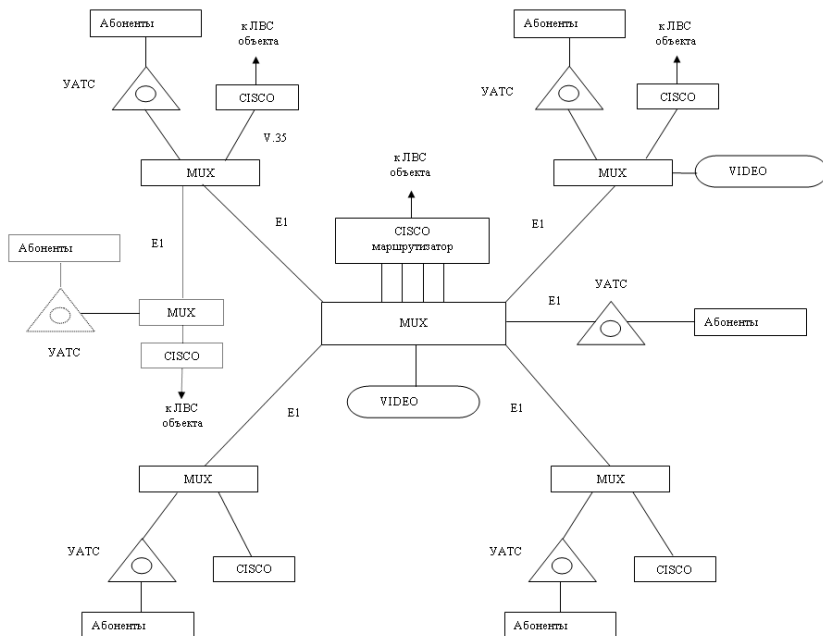 Абоненты
к ЛВС
объекта
УАТС
CISCO
V.35
MUX
Абоненты
к ЛВС
объекта
УАТС
CISCO
MUX
VIDEO
к ЛВС
объекта
CISCO
маршрутизатор
E1
E1
E1
Абоненты
УАТС
MUX
CISCO
к ЛВС
объекта
MUX
E1
УАТС
Абоненты
VIDEO
E1
E1
MUX
УАТС
CISCO
Абоненты
MUX
УАТС
CISCO
Абоненты